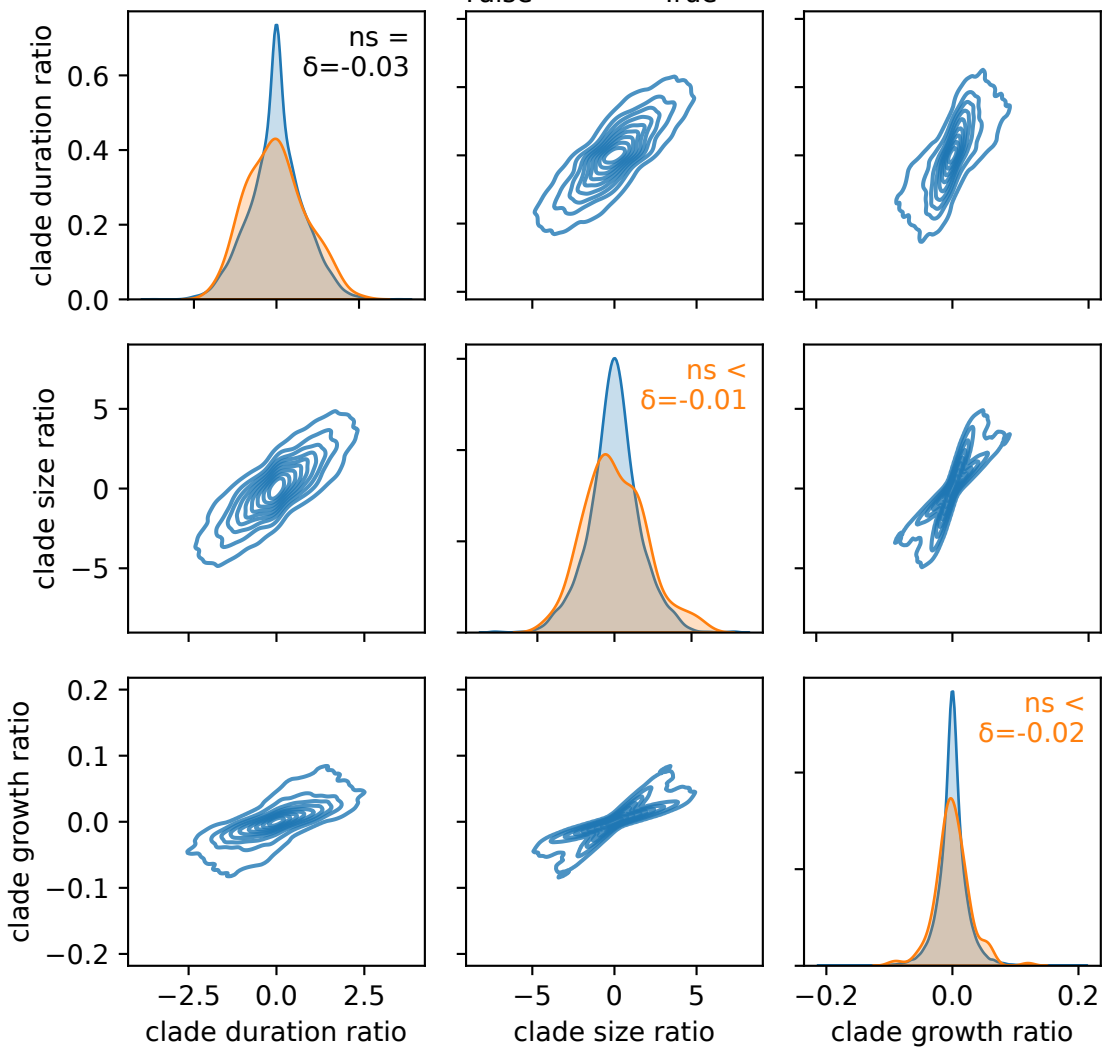 clade duration ratio
0.6
0.4
0.2
0.0
ns =
δ=-0.03
clade size ratio
5
0
−5
ns <
δ=-0.01
clade growth ratio
0.2
0.1
0.0
−0.1
−0.2
ns <
δ=-0.02
−2.5 0.0 2.5
−5 0 5
−0.2 0.0 0.2
clade duration ratio
clade size ratio
clade growth ratio